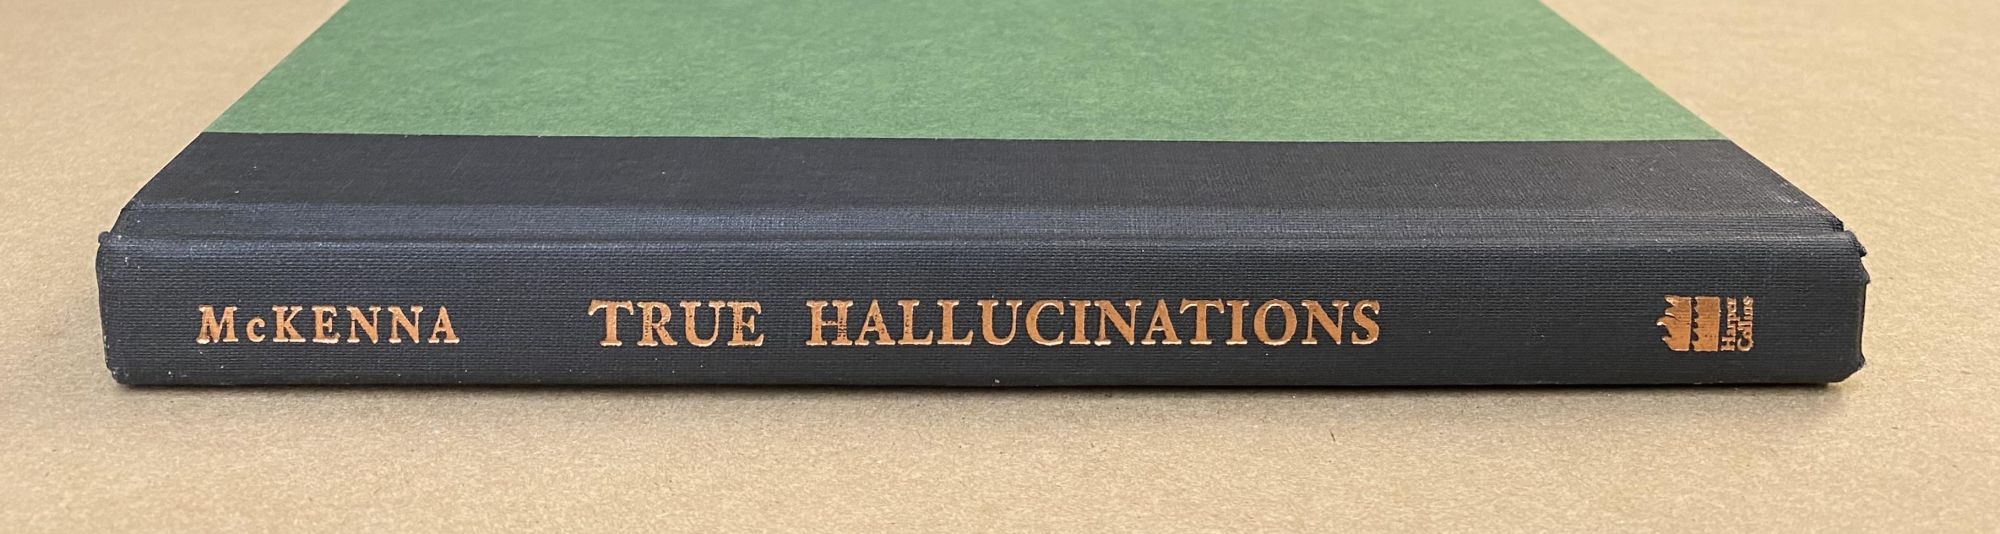 McKENNA
TRUE HALLUCINATIONS
Harper
Collins